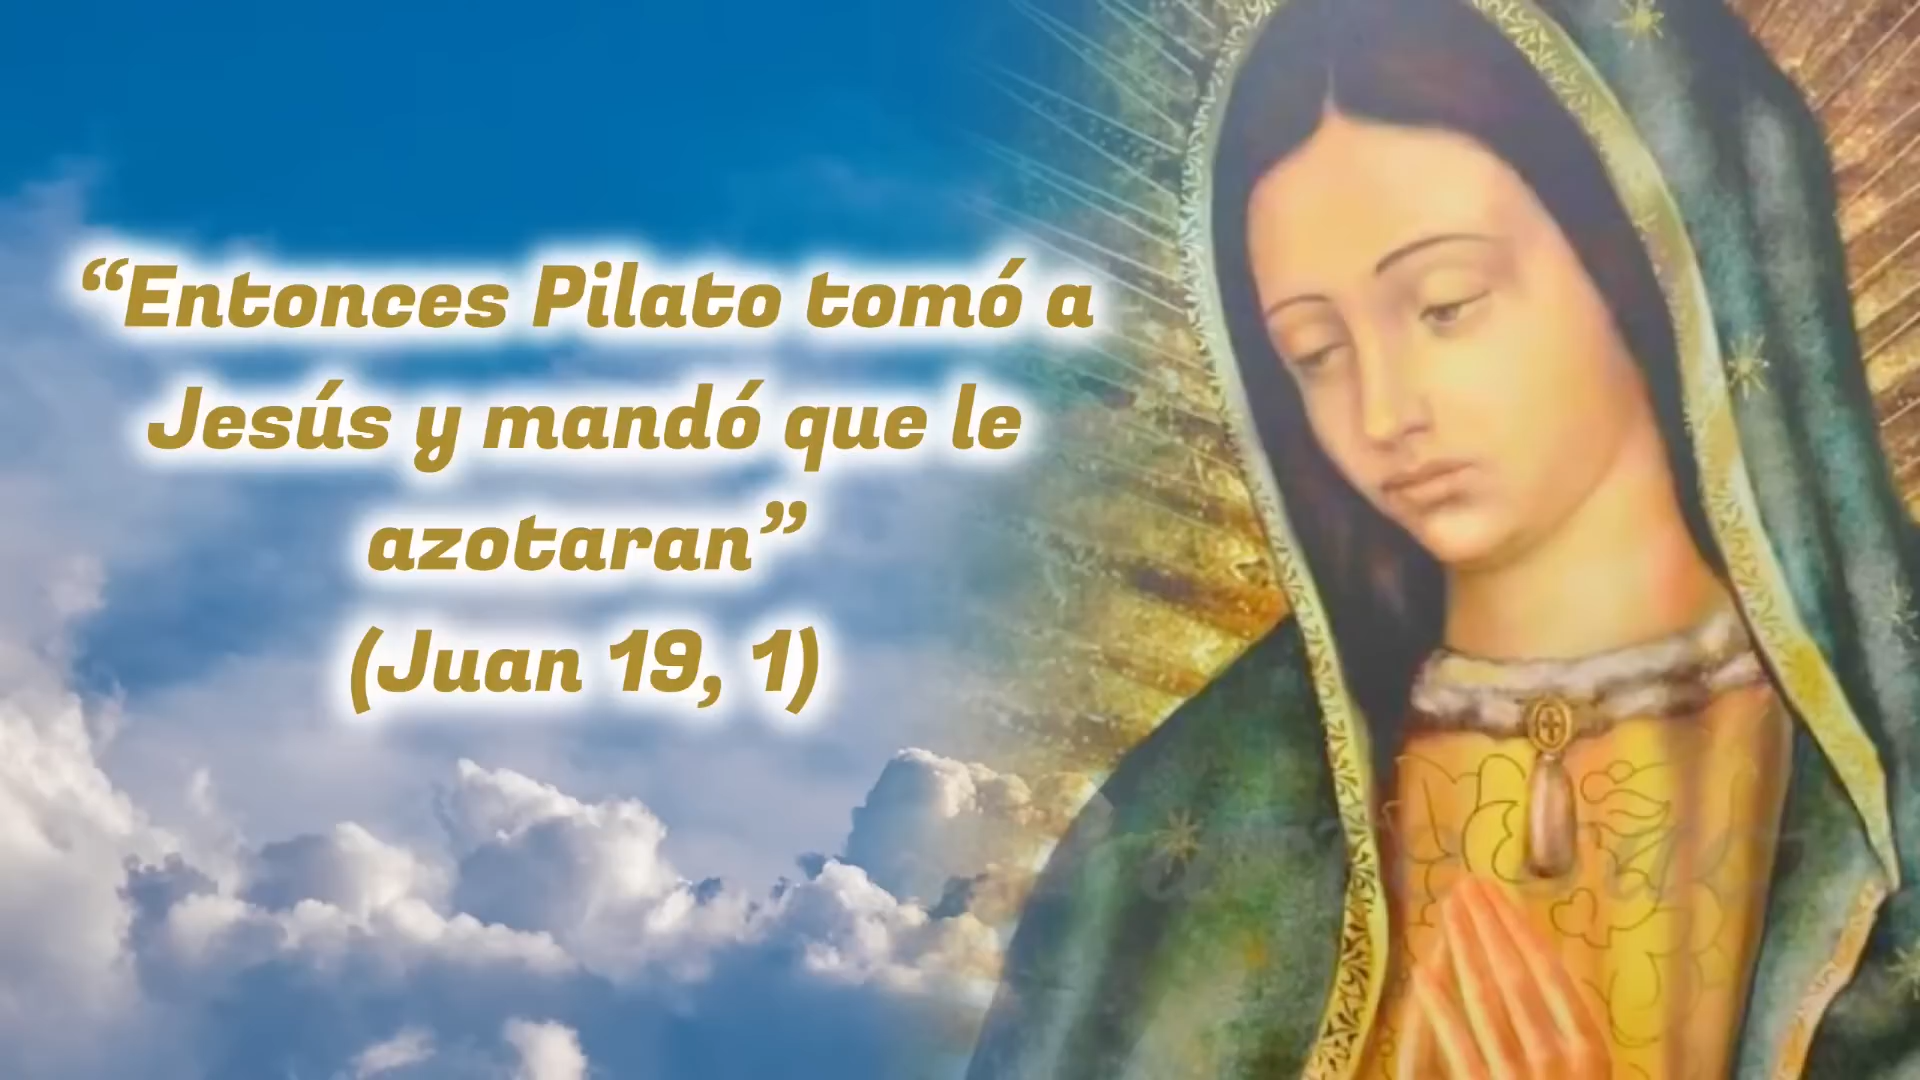 “Entonces Pilato tomó a
Jesús y mandó que le
azotaran”
(Juan 19, 1)